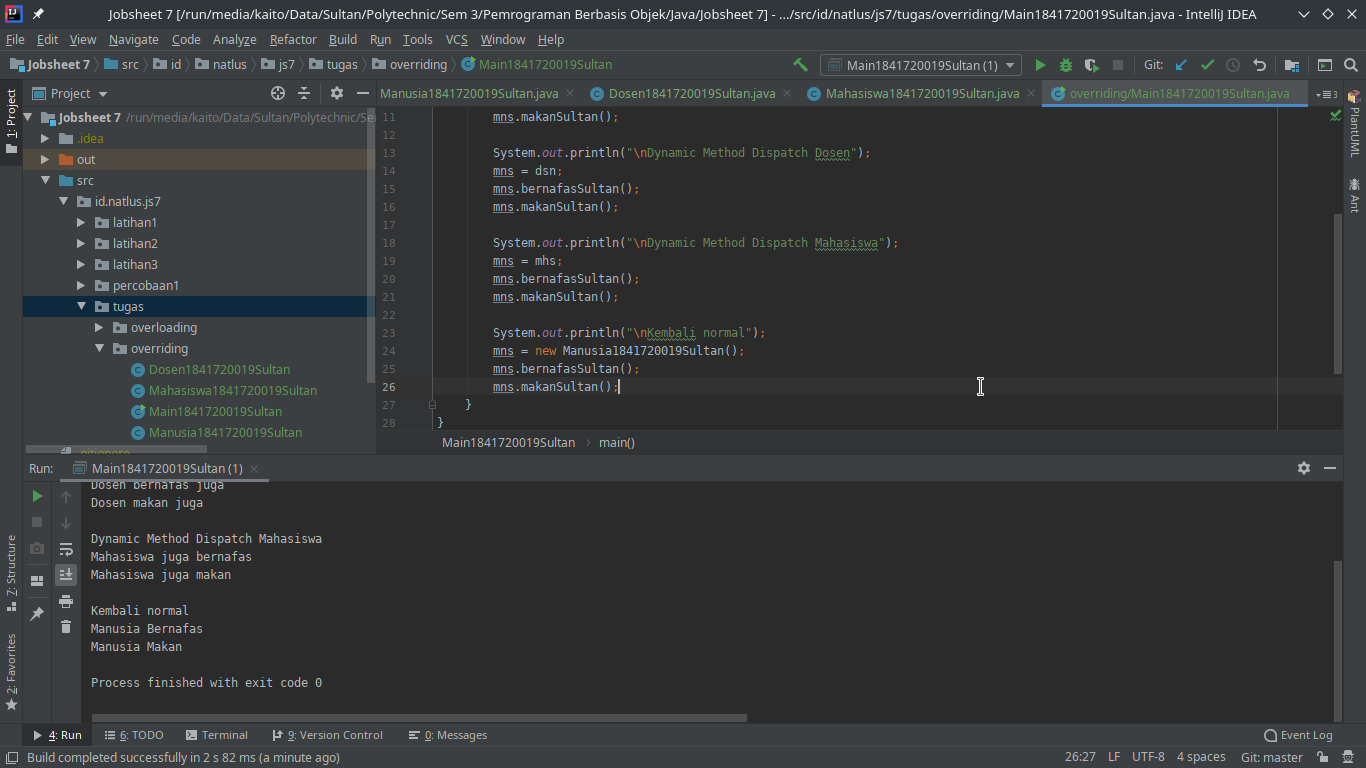 Jobsheet 7 [/run/media/kaito/Data/Sultan/Polytechnic/Sem 3/Pemrograman Berbasis Objek/Java/Jobsheet 7] - .../src/id/natlus/js7/tugas/overriding/Main1841720019Sultan.java - IntelliJ IDEA
File Edit View Navigate Code Analyze Refactor Build Run Tools VCS Window Help
Jobsheet 7 src id natlus js7 tugas overriding Main1841720019Sultan Main1841720019Sultan (1) Git:
1: Project
Project
Manusia1841720019Sultan.java Dosen1841720019Sultan.java Mahasiswa1841720019Sultan.java overriding/Main1841720019Sultan.java 3
Jobsheet 7 /run/media/kaito/Data/Sultan/Polytechnic/Se
.idea
out
src
id.natlus.js7
latihan1
latihan2
latihan3
percobaan1
tugas
overloading
overriding
Dosen1841720019Sultan
Mahasiswa1841720019Sultan
Main1841720019Sultan
Manusia1841720019Sultan
.gitignore
11 mns.makanSultan();
12
13 System.out.println("\nDynamic Method Dispatch Dosen");
14 mns = dsn;
15 mns.bernafasSultan();
16 mns.makanSultan();
17
18 System.out.println("\nDynamic Method Dispatch Mahasiswa");
19 mns = mhs;
20 mns.bernafasSultan();
21 mns.makanSultan();
22
23 System.out.println("\nKembali normal");
24 mns = new Manusia1841720019Sultan();
25 mns.bernafasSultan();
26 mns.makanSultan();
27 }
28 }
Main1841720019Sultan main()
PlantUML
Ant
Run: Main1841720019Sultan (1)
Dosen bernafas juga
Dosen makan juga
Dynamic Method Dispatch Mahasiswa
Mahasiswa juga bernafas
Mahasiswa juga makan
Kembali normal
Manusia Bernafas
Manusia Makan
Process finished with exit code 0
7: Structure
2: Favorites
4: Run 6: TODO Terminal 9: Version Control 0: Messages Event Log
Build completed successfully in 2 s 82 ms (a minute ago) 26:27 LF UTF-8 4 spaces Git: master